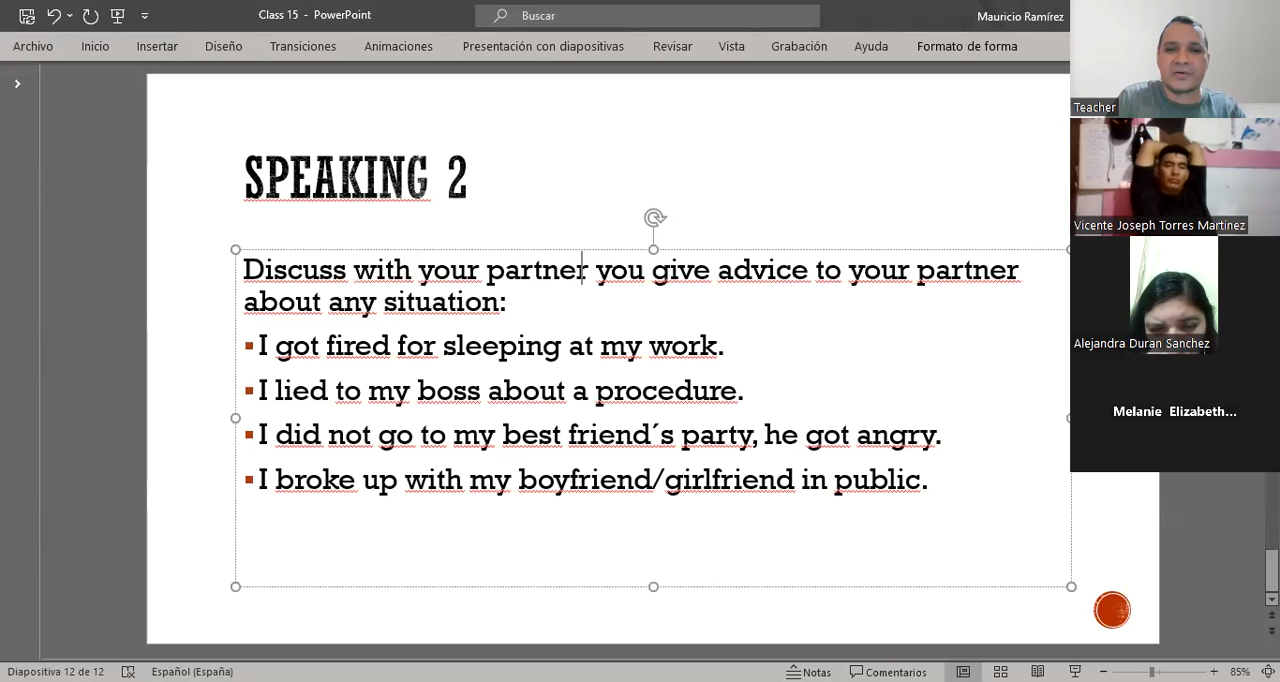 Class 15 - PowerPoint
Buscar
Mauricio Ramírez
Archivo Inicio Insertar Diseño Transiciones Animaciones Presentación con diapositivas Revisar Vista Grabación Ayuda Formato de forma
Teacher
Vicente Joseph Torres Martinez
Alejandra Duran Sanchez
Melanie Elizabeth...
SPEAKING 2
Discuss with your partner you give advice to your partner
about any situation:
I got fired for sleeping at my work.
I lied to my boss about a procedure.
I did not go to my best friend´s party, he got angry.
I broke up with my boyfriend/girlfriend in public.
Diapositiva 12 de 12 Español (España) Notas Comentarios 85%